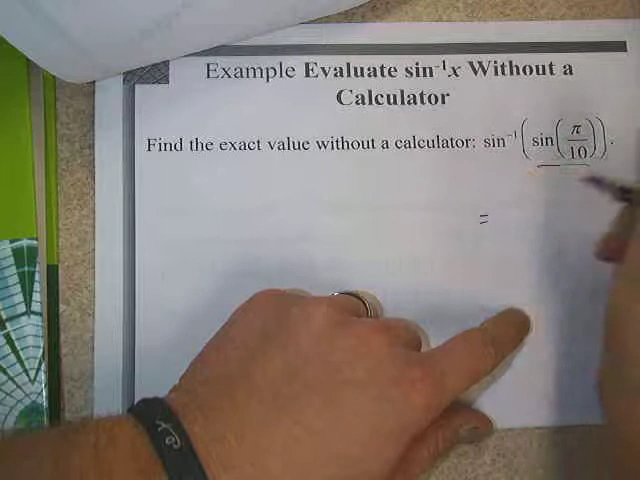 Example Evaluate sin⁻¹x Without a
Calculator
Find the exact value without a calculator: sin⁻¹(sin(π/10)).
=